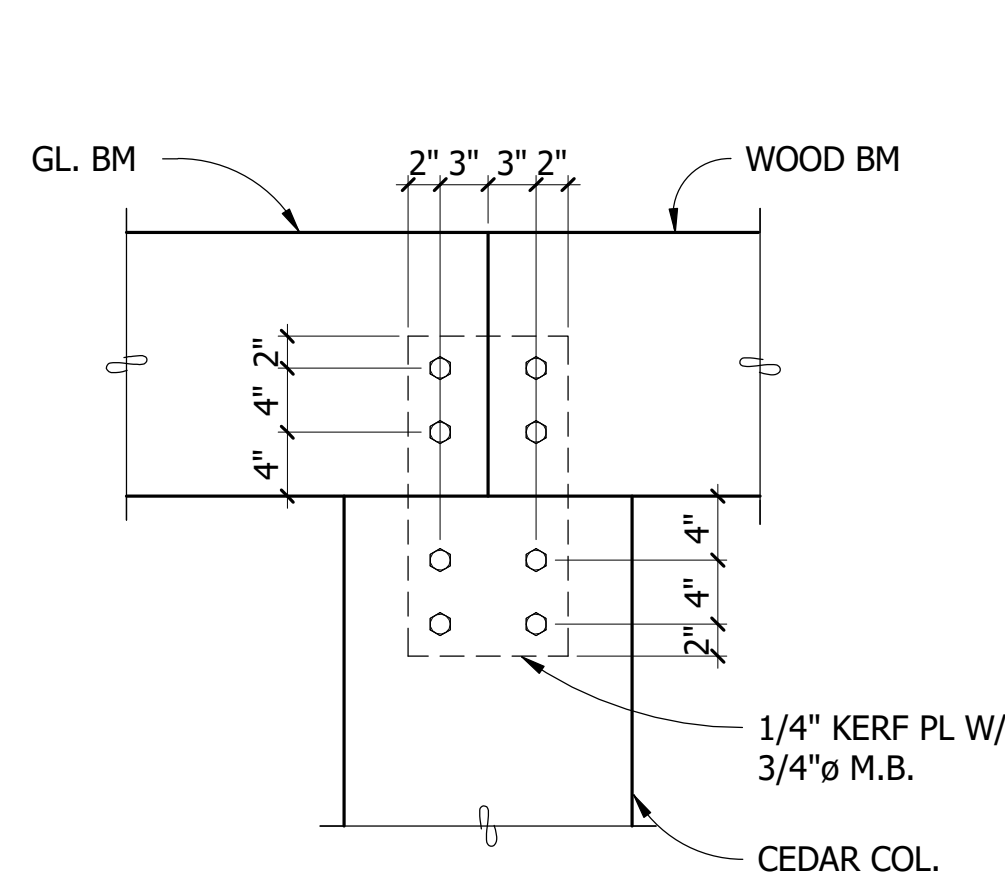 GL. BM
2" 3" 3" 2"
WOOD BM
2"
4"
4"
4"
4"
2"
1/4" KERF PL W/
3/4"ø M.B.
CEDAR COL.